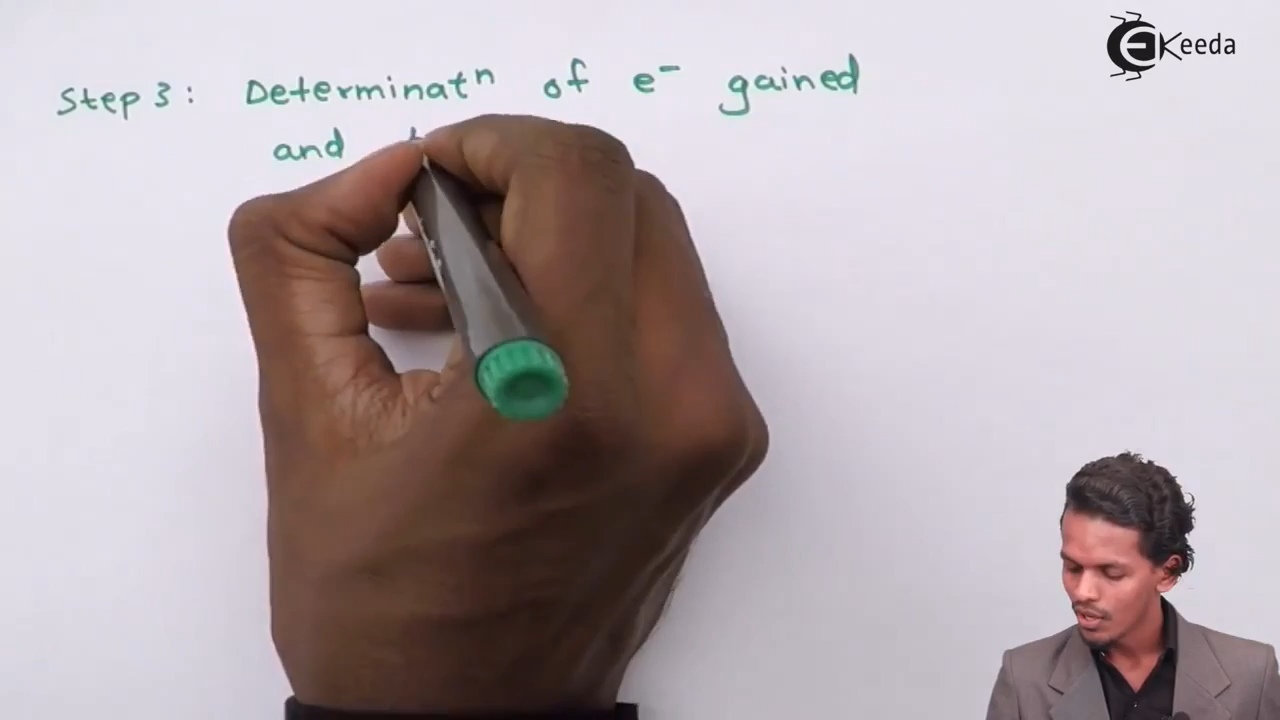 EKeeda
Step 3: Determinatⁿ of e⁻ gained
and